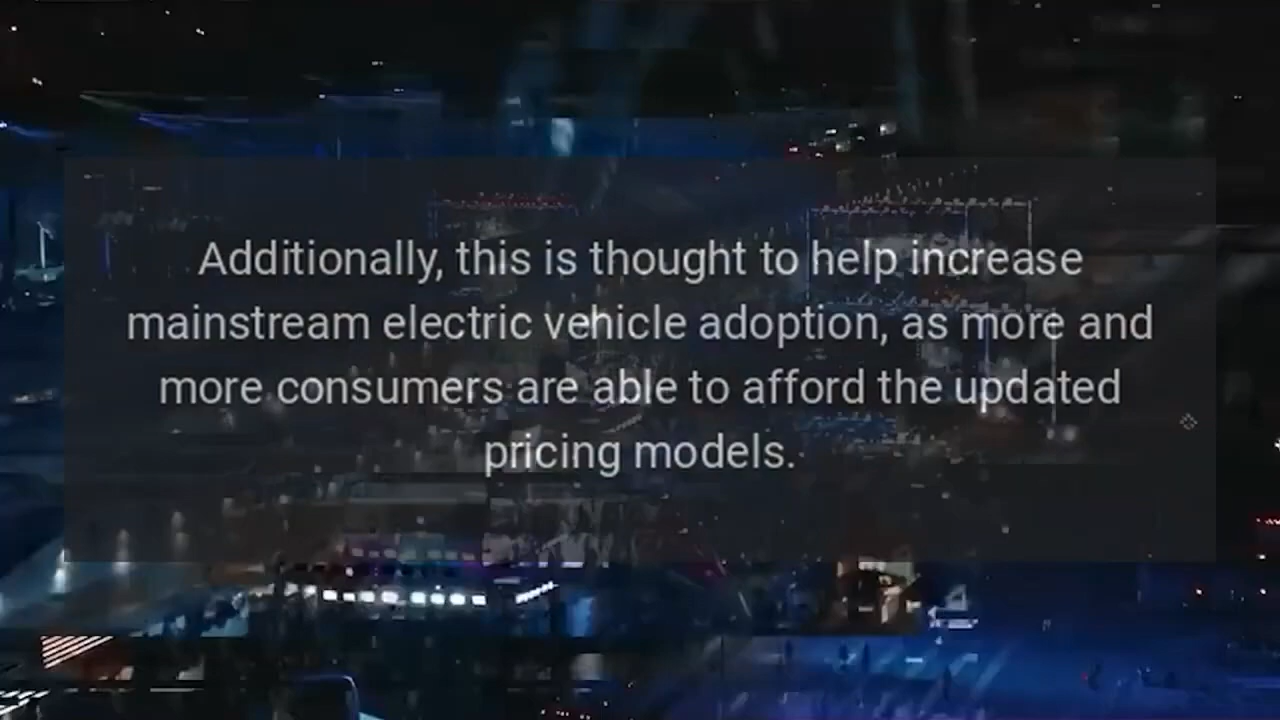 Additionally, this is thought to help increase
mainstream electric vehicle adoption, as more and
more consumers are able to afford the updated
pricing models.